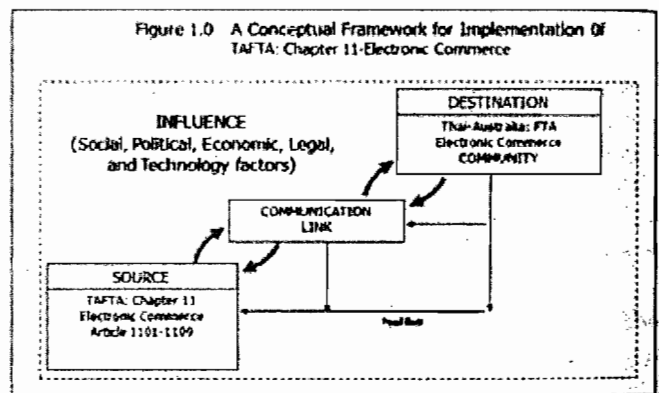 Figure 1.0 A Conceptual Framework for Implementation Of
TAFTA: Chapter 11-Electronic Commerce
INFLUENCE
(Social, Political, Economic, Legal,
and Technology factors)
DESTINATION
Thai-Australia: FTA
Electronic Commerce
COMMUNITY
COMMUNICATION
LINK
SOURCE
TAFTA: Chapter 11
Electronic Commerce
Article 1101-1109